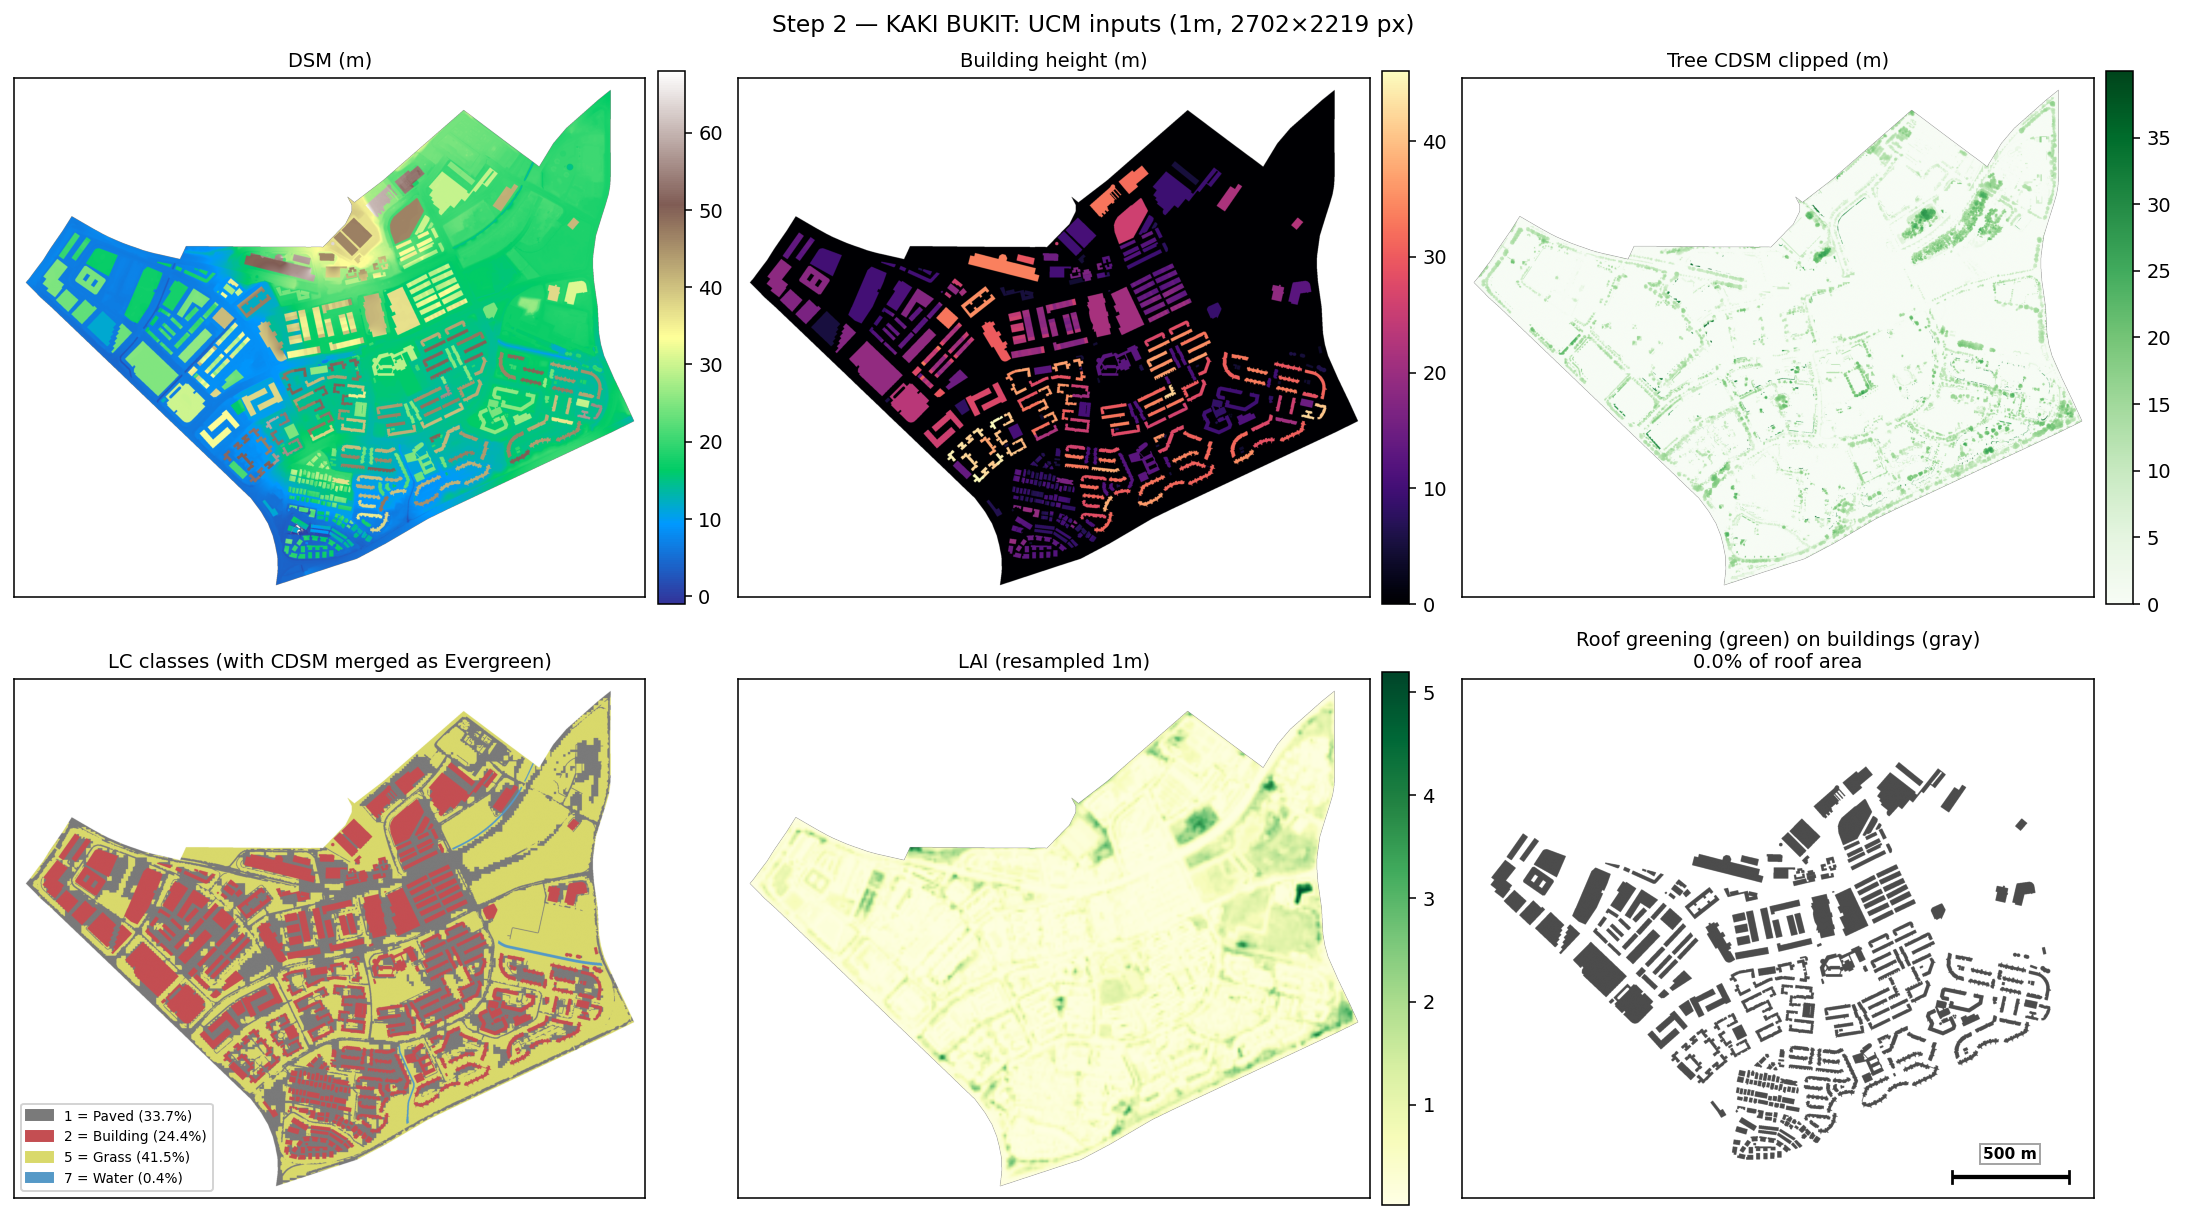 Step 2 — KAKI BUKIT: UCM inputs (1m, 2702×2219 px)
DSM (m)
60
50
40
30
20
10
0
Building height (m)
40
30
20
10
0
Tree CDSM clipped (m)
35
30
25
20
15
10
5
0
LC classes (with CDSM merged as Evergreen)
1 = Paved (33.7%)
2 = Building (24.4%)
5 = Grass (41.5%)
7 = Water (0.4%)
LAI (resampled 1m)
5
4
3
2
1
Roof greening (green) on buildings (gray)
0.0% of roof area
500 m